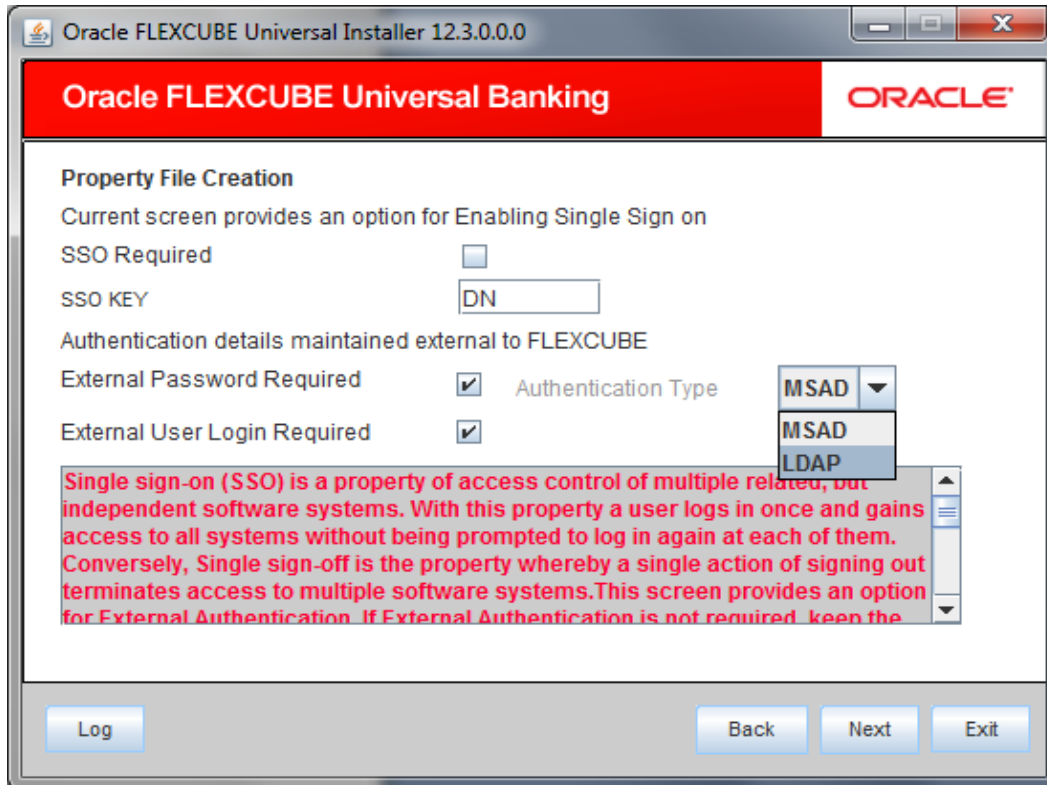 Oracle FLEXCUBE Universal Installer 12.3.0.0.0
Oracle FLEXCUBE Universal Banking
ORACLE
Property File Creation
Current screen provides an option for Enabling Single Sign on
SSO Required
SSO KEY DN
Authentication details maintained external to FLEXCUBE
External Password Required Authentication Type MSAD
External User Login Required MSAD
LDAP
Single sign-on (SSO) is a property of access control of multiple related, but
independent software systems. With this property a user logs in once and gains
access to all systems without being prompted to log in again at each of them.
Conversely, Single sign-off is the property whereby a single action of signing out
terminates access to multiple software systems.This screen provides an option
for External Authentication. If External Authentication is not required, keep the
Log Back Next Exit